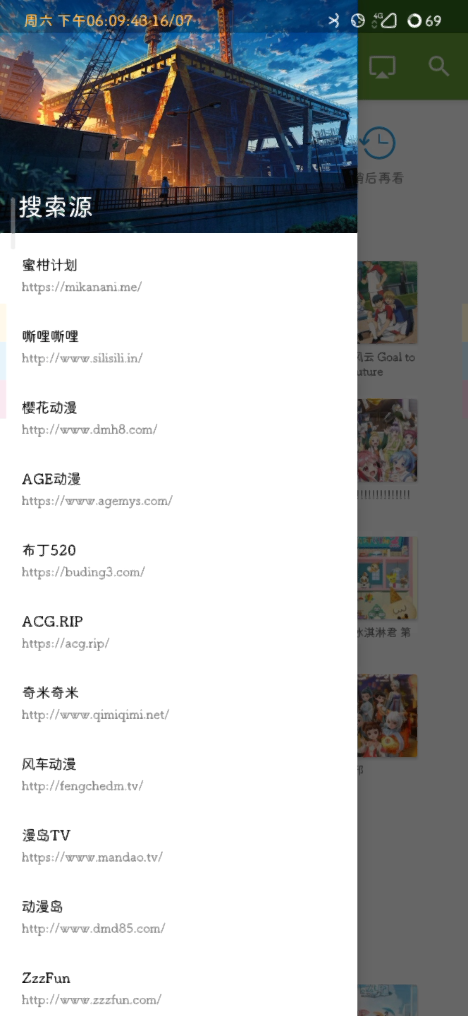 周六 下午06:09:43 16/07
4G
69
搜索源
稍后再看
蜜柑计划
https://mikanani.me/
嘶哩嘶哩
http://www.silisili.in/
风云 Goal to
uture
樱花动漫
http://www.dmh8.com/
AGE动漫
https://www.agemys.com/
!!!!!!!!!!!!!!!
布丁520
https://buding3.com/
ACG.RIP
https://acg.rip/
冰淇淋君 第
奇米奇米
http://www.qimiqimi.net/
风车动漫
http://fengchedm.tv/
漫岛TV
https://www.mandao.tv/
动漫岛
http://www.dmd85.com/
ZzzFun
http://www.zzzfun.com/